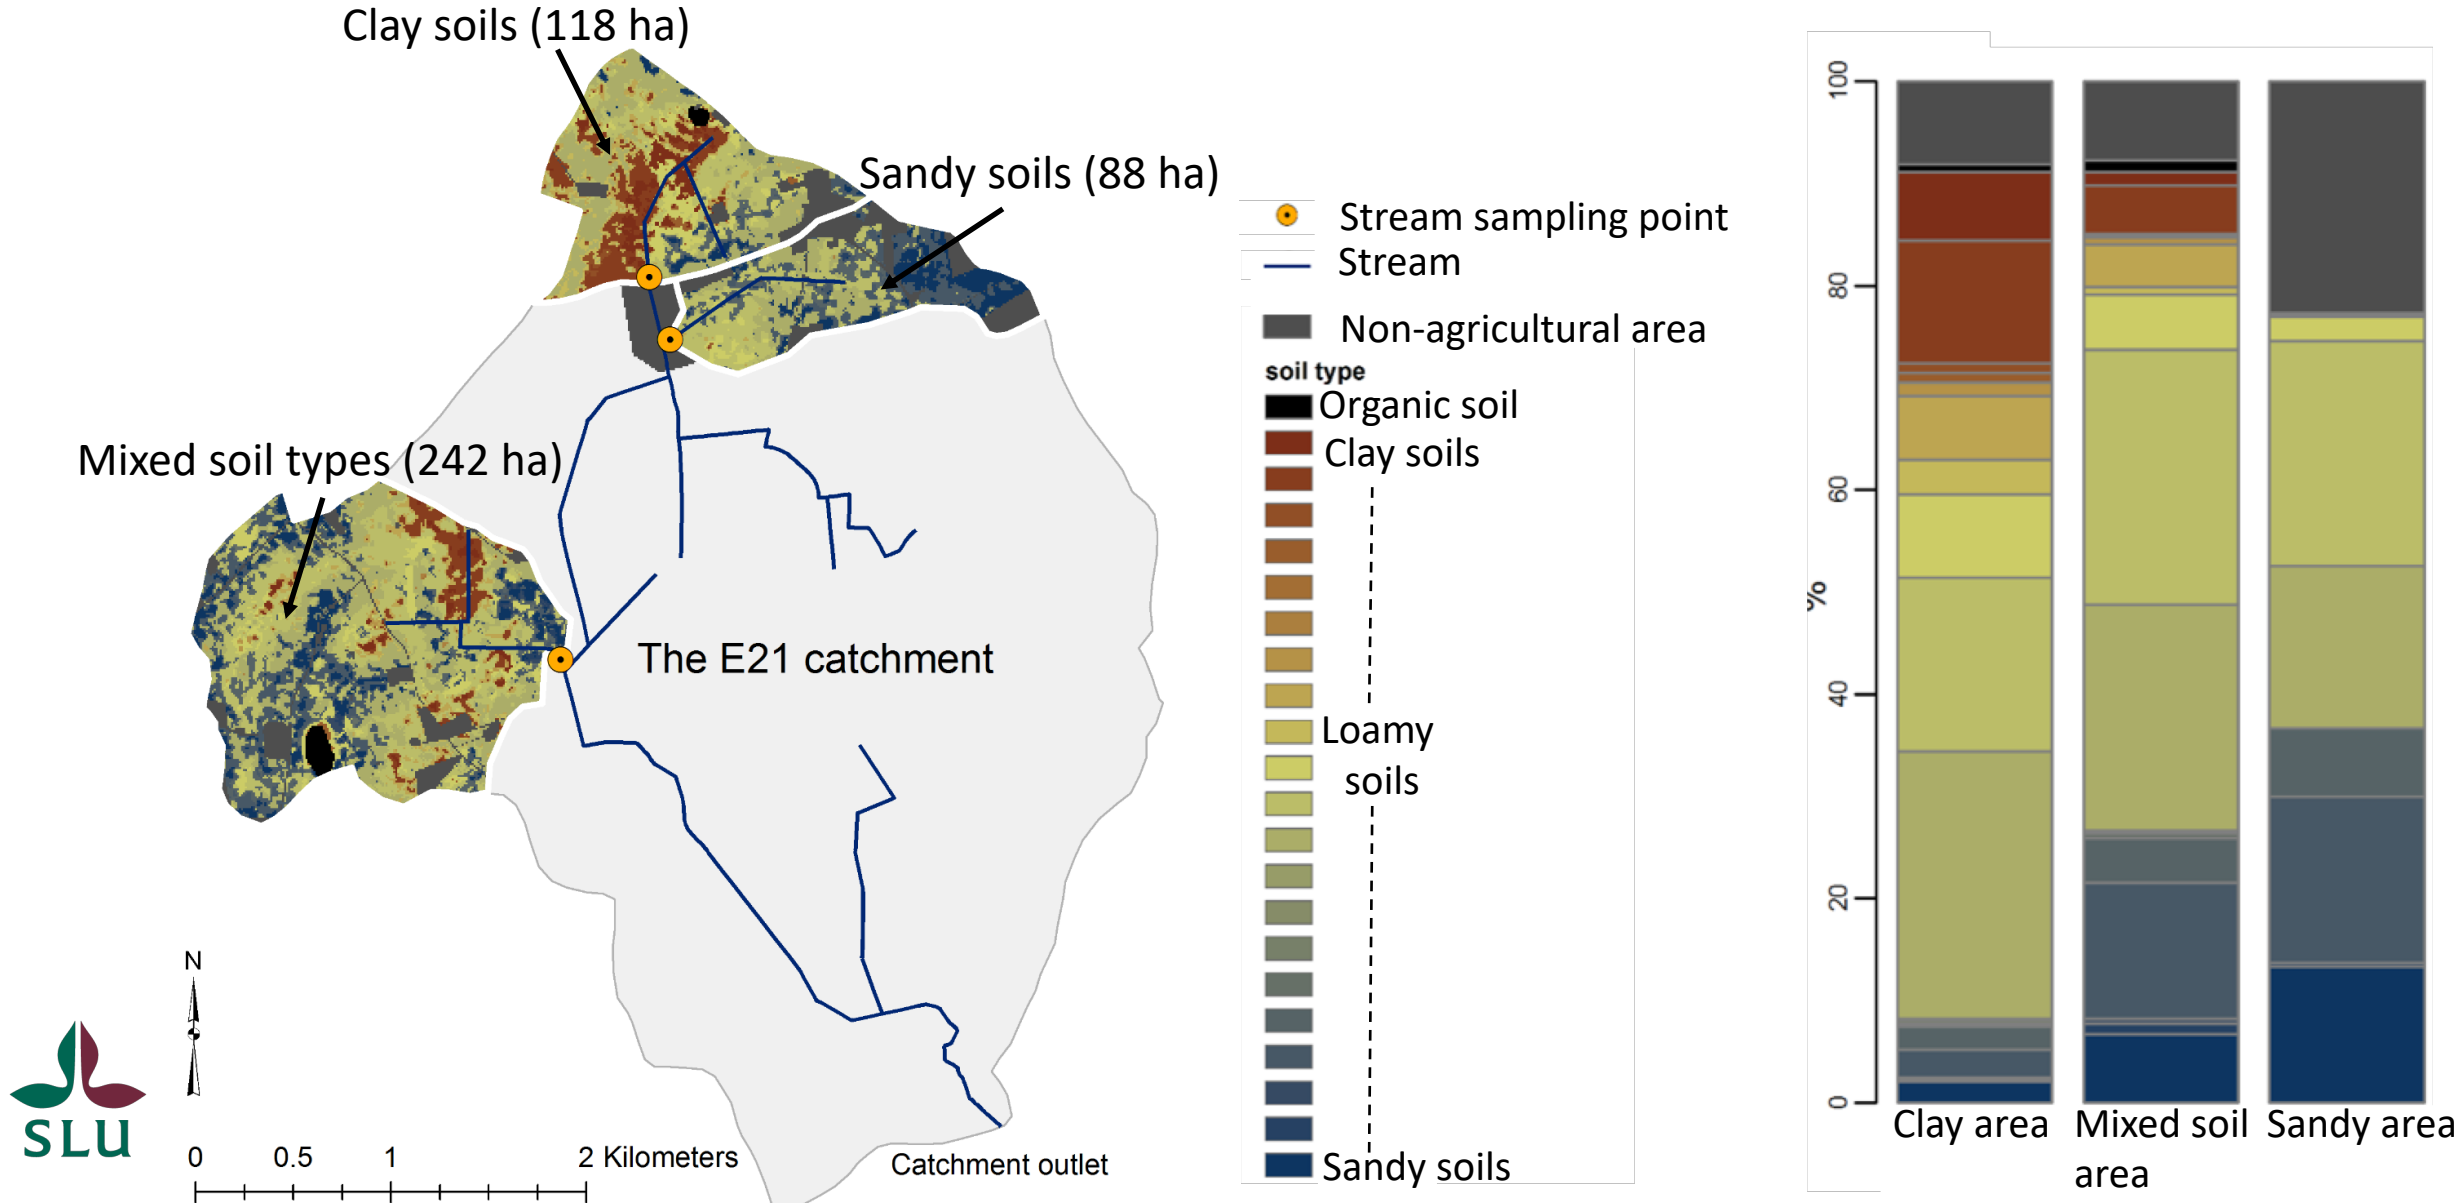 Clay soils (118 ha)
Sandy soils (88 ha)
Mixed soil types (242 ha)
The E21 catchment
N
SLU
0 0.5 1 2 Kilometers
Catchment outlet
Stream sampling point
Stream
Non-agricultural area
soil type
Organic soil
Clay soils
Loamy
soils
Sandy soils
100
80
60
%
40
20
0
Clay area
Mixed soil
area
Sandy area